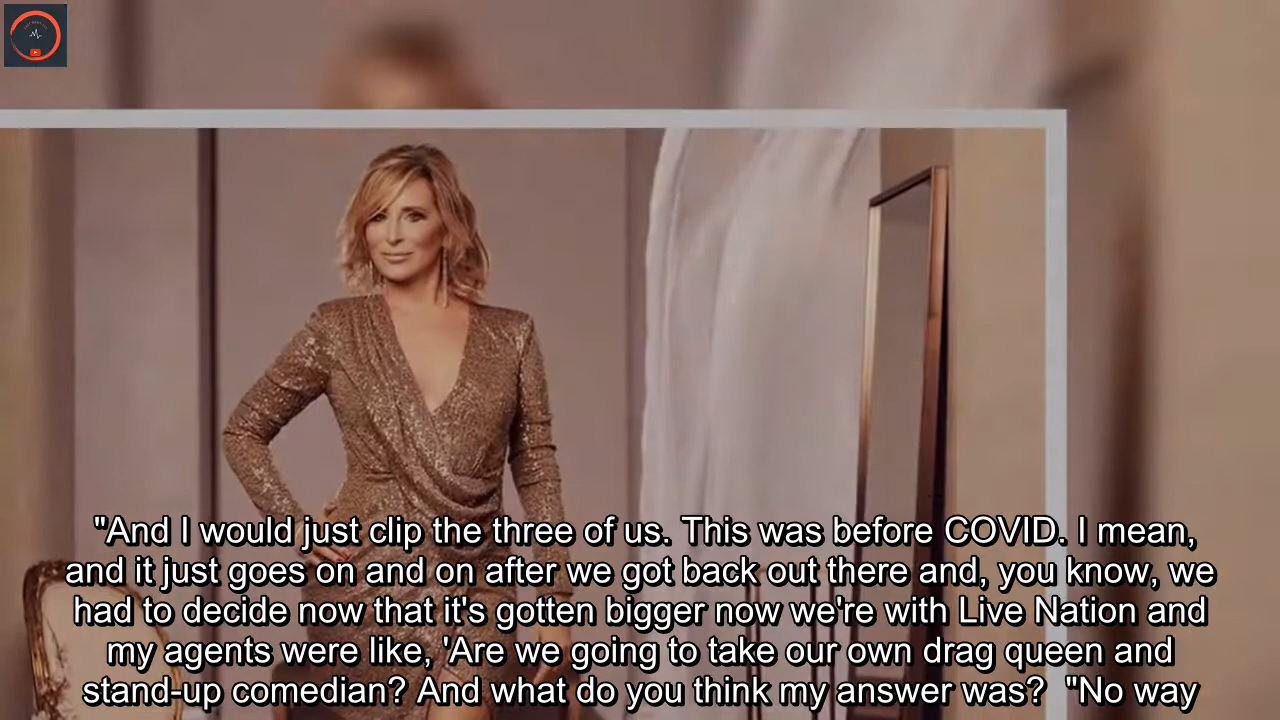 "And I would just clip the three of us. This was before COVID. I mean,
and it just goes on and on after we got back out there and, you know, we
had to decide now that it's gotten bigger now we're with Live Nation and
my agents were like, 'Are we going to take our own drag queen and
stand-up comedian? And what do you think my answer was?  "No way